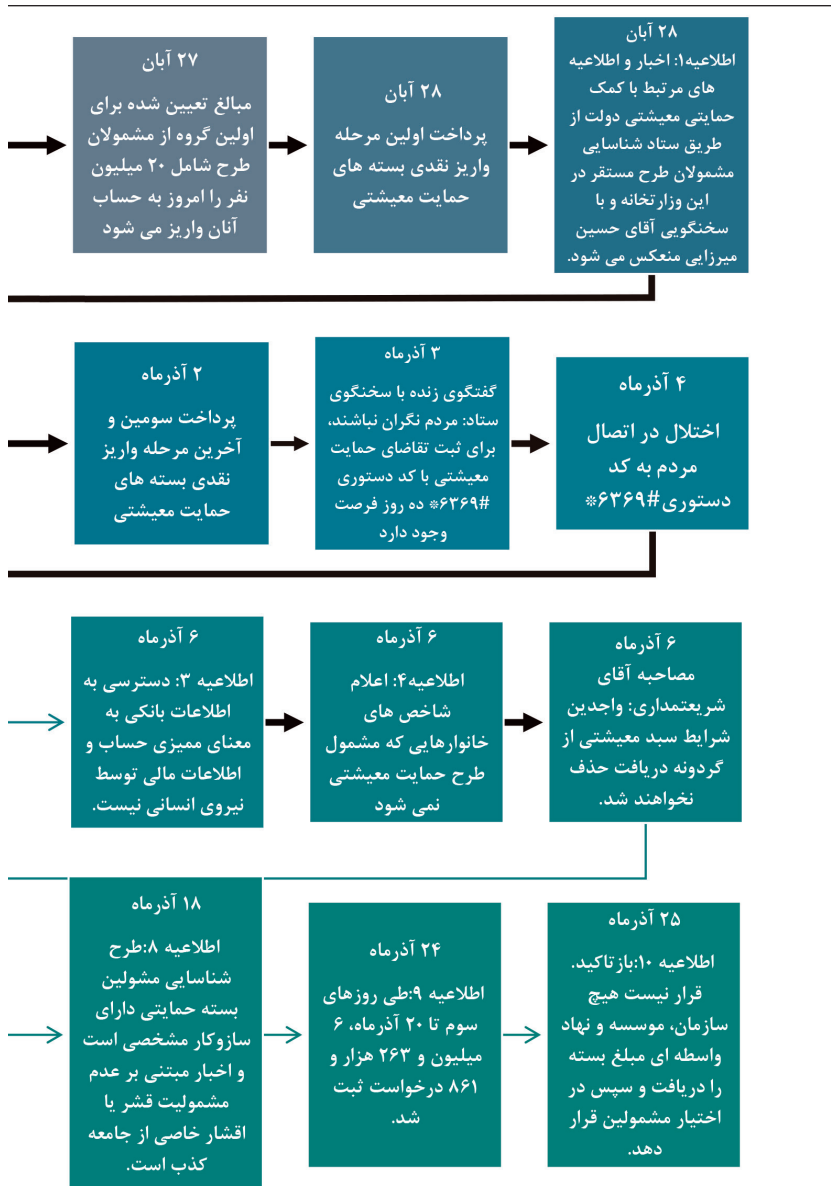 ۲۷ آبان
مبالغ تعیین شده برای
اولین گروه از مشمولان
طرح شامل ۲۰ میلیون
نفر را امروز به حساب
آنان واریز می شود
۲۸ آبان
پرداخت اولین مرحله
واریز نقدی بسته های
حمایت معیشتی
۲۸ آبان
اطلاعیه۱: اخبار و اطلاعیه
های مرتبط با کمک
حمایتی معیشتی دولت از
طریق ستاد شناسایی
مشمولان طرح مستقر در
این وزارتخانه و با
سخنگویی آقای حسین
میرزایی منعکس می شود.
۲ آذرماه
پرداخت سومین و
آخرین مرحله واریز
نقدی بسته های
حمایت معیشتی
۳ آذرماه
گفتگوی زنده با سخنگوی
ستاد: مردم نگران نباشند،
برای ثبت تقاضای حمایت
معیشتی با کد دستوری
#۶۳۶۹* ده روز فرصت
وجود دارد
۴ آذرماه
اختلال در اتصال
مردم به کد
دستوری#۶۳۶۹*
۶ آذرماه
اطلاعیه ۳: دسترسی به
اطلاعات بانکی به
معنای ممیزی حساب و
اطلاعات مالی توسط
نیروی انسانی نیست.
۶ آذرماه
اطلاعیه۴: اعلام
شاخص های
خانوارهایی که مشمول
طرح حمایت معیشتی
نمی شود
۶ آذرماه
مصاحبه آقای
شریعتمداری: واجدین
شرایط سبد معیشتی از
گردونه دریافت حذف
نخواهند شد.
۱۸ آذرماه
اطلاعیه ۸:طرح
شناسایی مشولین
بسته حمایتی دارای
سازوکار مشخصی است
و اخبار مبتنی بر عدم
مشمولیت قشر یا
اقشار خاصی از جامعه
کذب است.
۲۴ آذرماه
اطلاعیه ۹:طی روزهای
سوم تا ۲۰ آذرماه، ۶
میلیون و ۲۶۳ هزار و
۸۶۱ درخواست ثبت
شد.
۲۵ آذرماه
اطلاعیه ۱۰:بازتاکید.
قرار نیست هیچ
سازمان، موسسه و نهاد
واسطه ای مبلغ بسته
را دریافت و سپس در
اختیار مشمولین قرار
دهد.